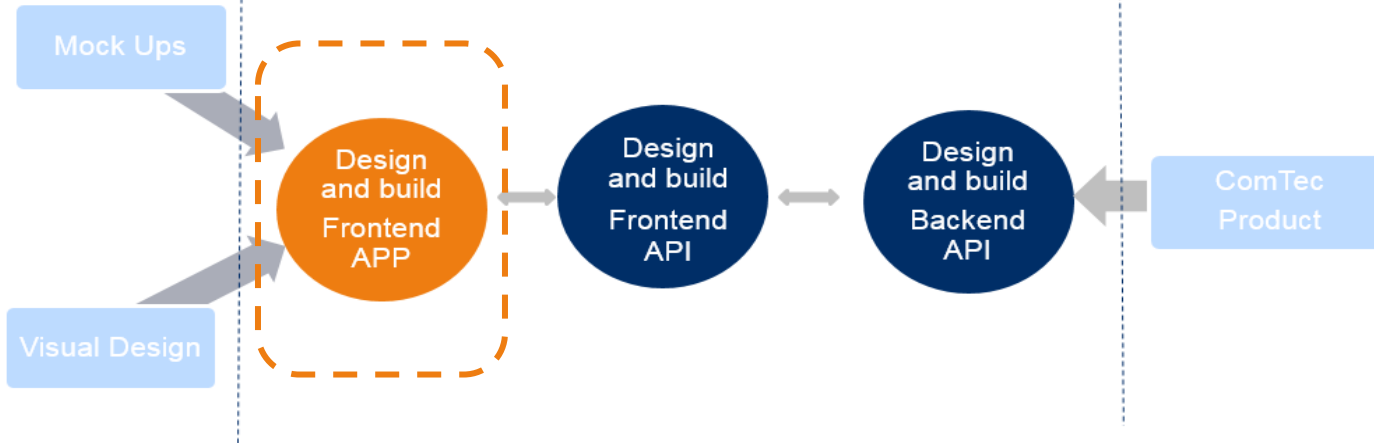 Mock Ups
Visual Design
Design
and build
Frontend
APP
Design
and build
Frontend
API
Design
and build
Backend
API
ComTec
Product